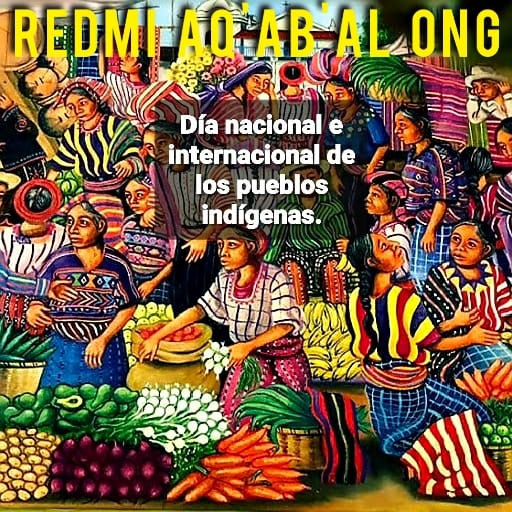 REDMI AQ'AB'AL ONG
Día nacional e
internacional de
los pueblos
indígenas.